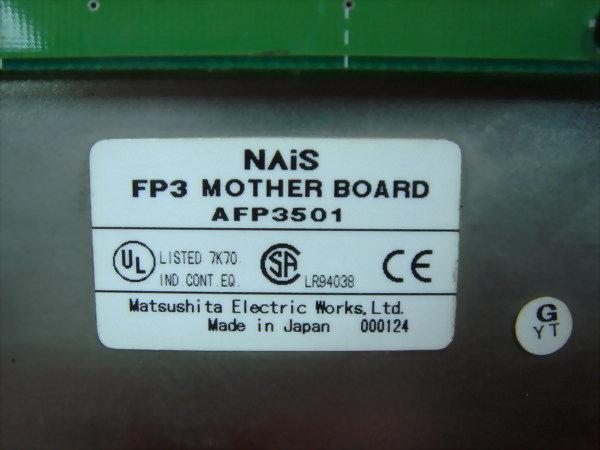 NAiS
FP3 MOTHER BOARD
AFP3501
UL LISTED 7K70
IND. CONT. EQ.
SA LR94038
CE
Matsushita Electric Works, Ltd.
Made in Japan 000124
G
YT